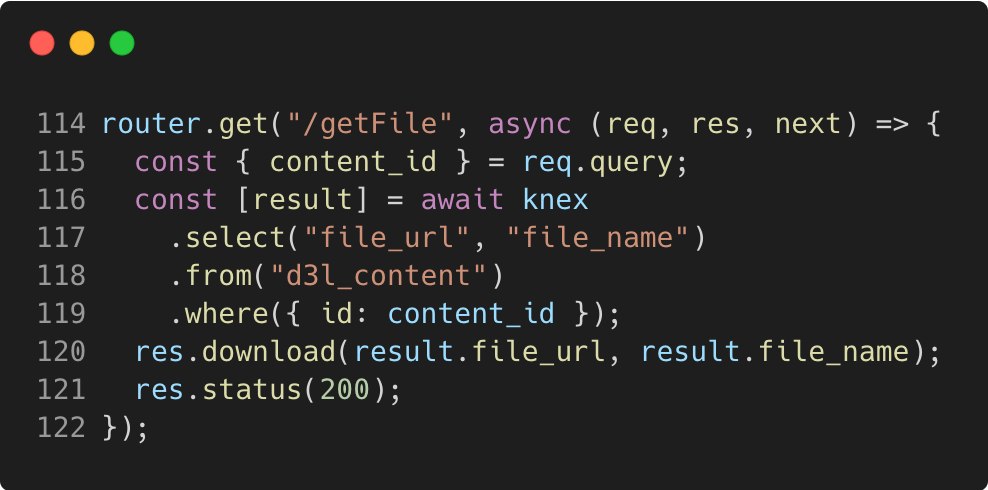 114 router.get("/getFile", async (req, res, next) => {
115   const { content_id } = req.query;
116   const [result] = await knex
117     .select("file_url", "file_name")
118     .from("d3l_content")
119     .where({ id: content_id });
120   res.download(result.file_url, result.file_name);
121   res.status(200);
122 });